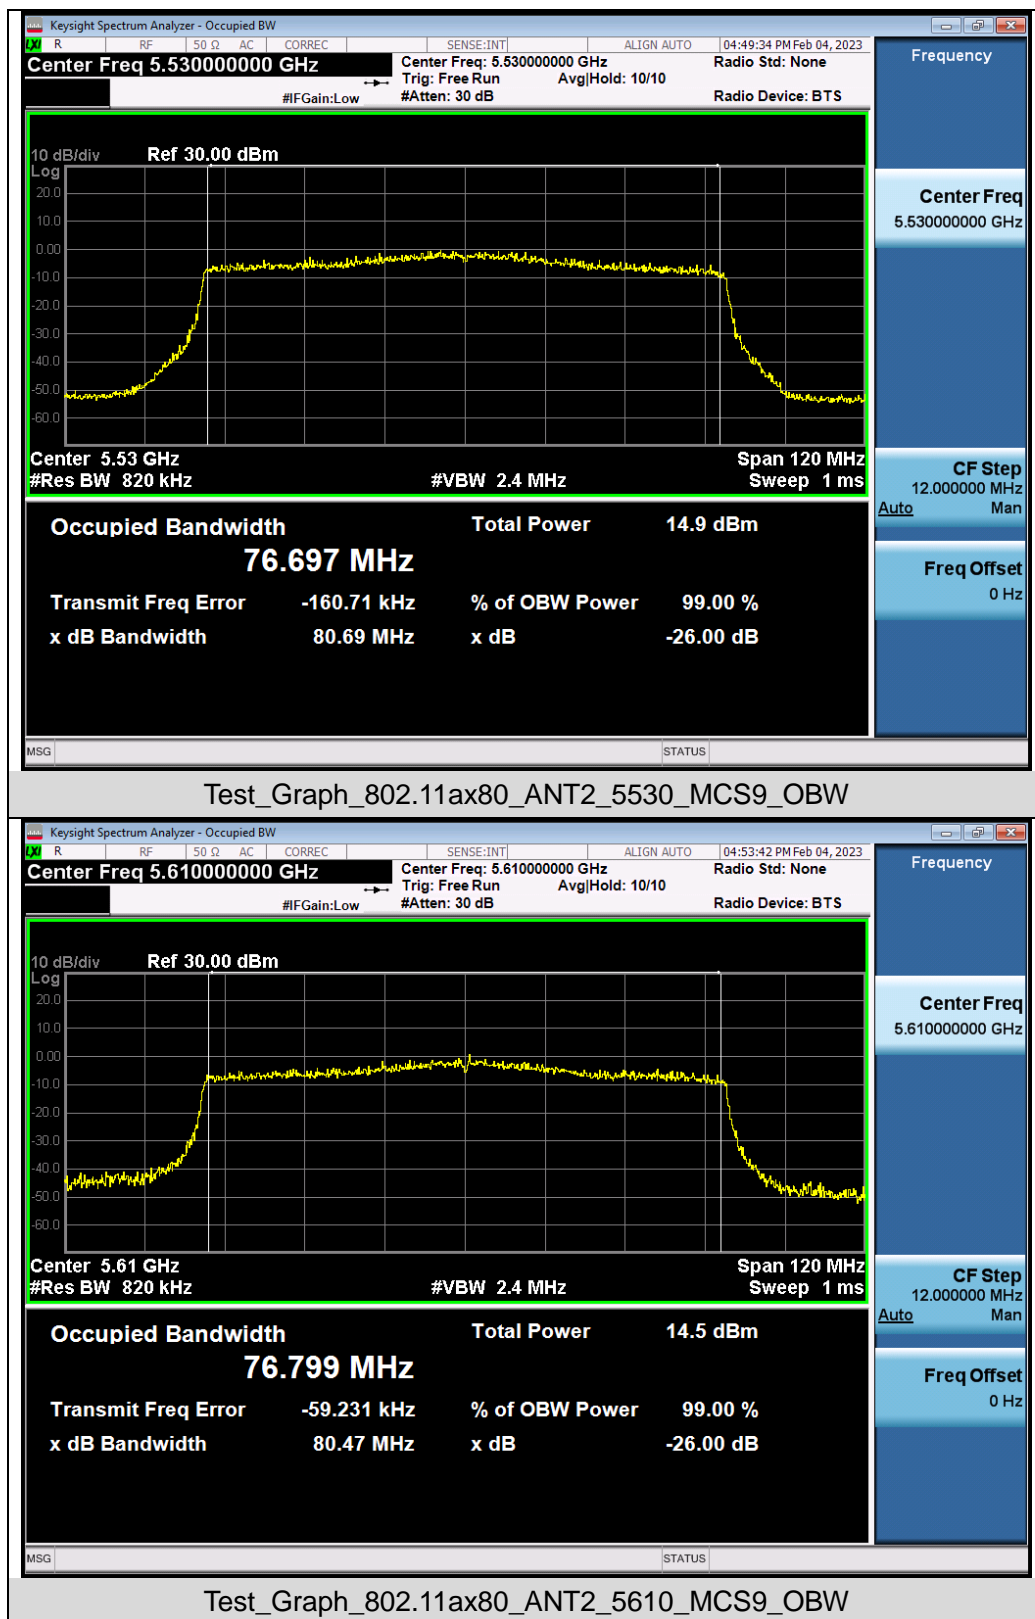 Keysight Spectrum Analyzer - Occupied BW
LXI R RF 50 Ω AC CORREC SENSE:INT ALIGN AUTO 04:49:34 PM Feb 04, 2023
Center Freq 5.530000000 GHz Center Freq: 5.530000000 GHz Radio Std: None Frequency
Trig: Free Run Avg|Hold: 10/10
#IFGain:Low #Atten: 30 dB Radio Device: BTS
10 dB/div Ref 30.00 dBm
Log
20.0
10.0
0.00
-10.0
-20.0
-30.0
-40.0
-50.0
-60.0
Center 5.53 GHz Span 120 MHz
#Res BW 820 kHz #VBW 2.4 MHz Sweep 1 ms
Center Freq
5.530000000 GHz
CF Step
12.000000 MHz
Auto Man
Freq Offset
0 Hz
Occupied Bandwidth Total Power 14.9 dBm
76.697 MHz
Transmit Freq Error -160.71 kHz % of OBW Power 99.00 %
x dB Bandwidth 80.69 MHz x dB -26.00 dB
MSG STATUS
Test_Graph_802.11ax80_ANT2_5530_MCS9_OBW
Keysight Spectrum Analyzer - Occupied BW
LXI R RF 50 Ω AC CORREC SENSE:INT ALIGN AUTO 04:53:42 PM Feb 04, 2023
Center Freq 5.610000000 GHz Center Freq: 5.610000000 GHz Radio Std: None Frequency
Trig: Free Run Avg|Hold: 10/10
#IFGain:Low #Atten: 30 dB Radio Device: BTS
10 dB/div Ref 30.00 dBm
Log
20.0
10.0
0.00
-10.0
-20.0
-30.0
-40.0
-50.0
-60.0
Center 5.61 GHz Span 120 MHz
#Res BW 820 kHz #VBW 2.4 MHz Sweep 1 ms
Center Freq
5.610000000 GHz
CF Step
12.000000 MHz
Auto Man
Freq Offset
0 Hz
Occupied Bandwidth Total Power 14.5 dBm
76.799 MHz
Transmit Freq Error -59.231 kHz % of OBW Power 99.00 %
x dB Bandwidth 80.47 MHz x dB -26.00 dB
MSG STATUS
Test_Graph_802.11ax80_ANT2_5610_MCS9_OBW